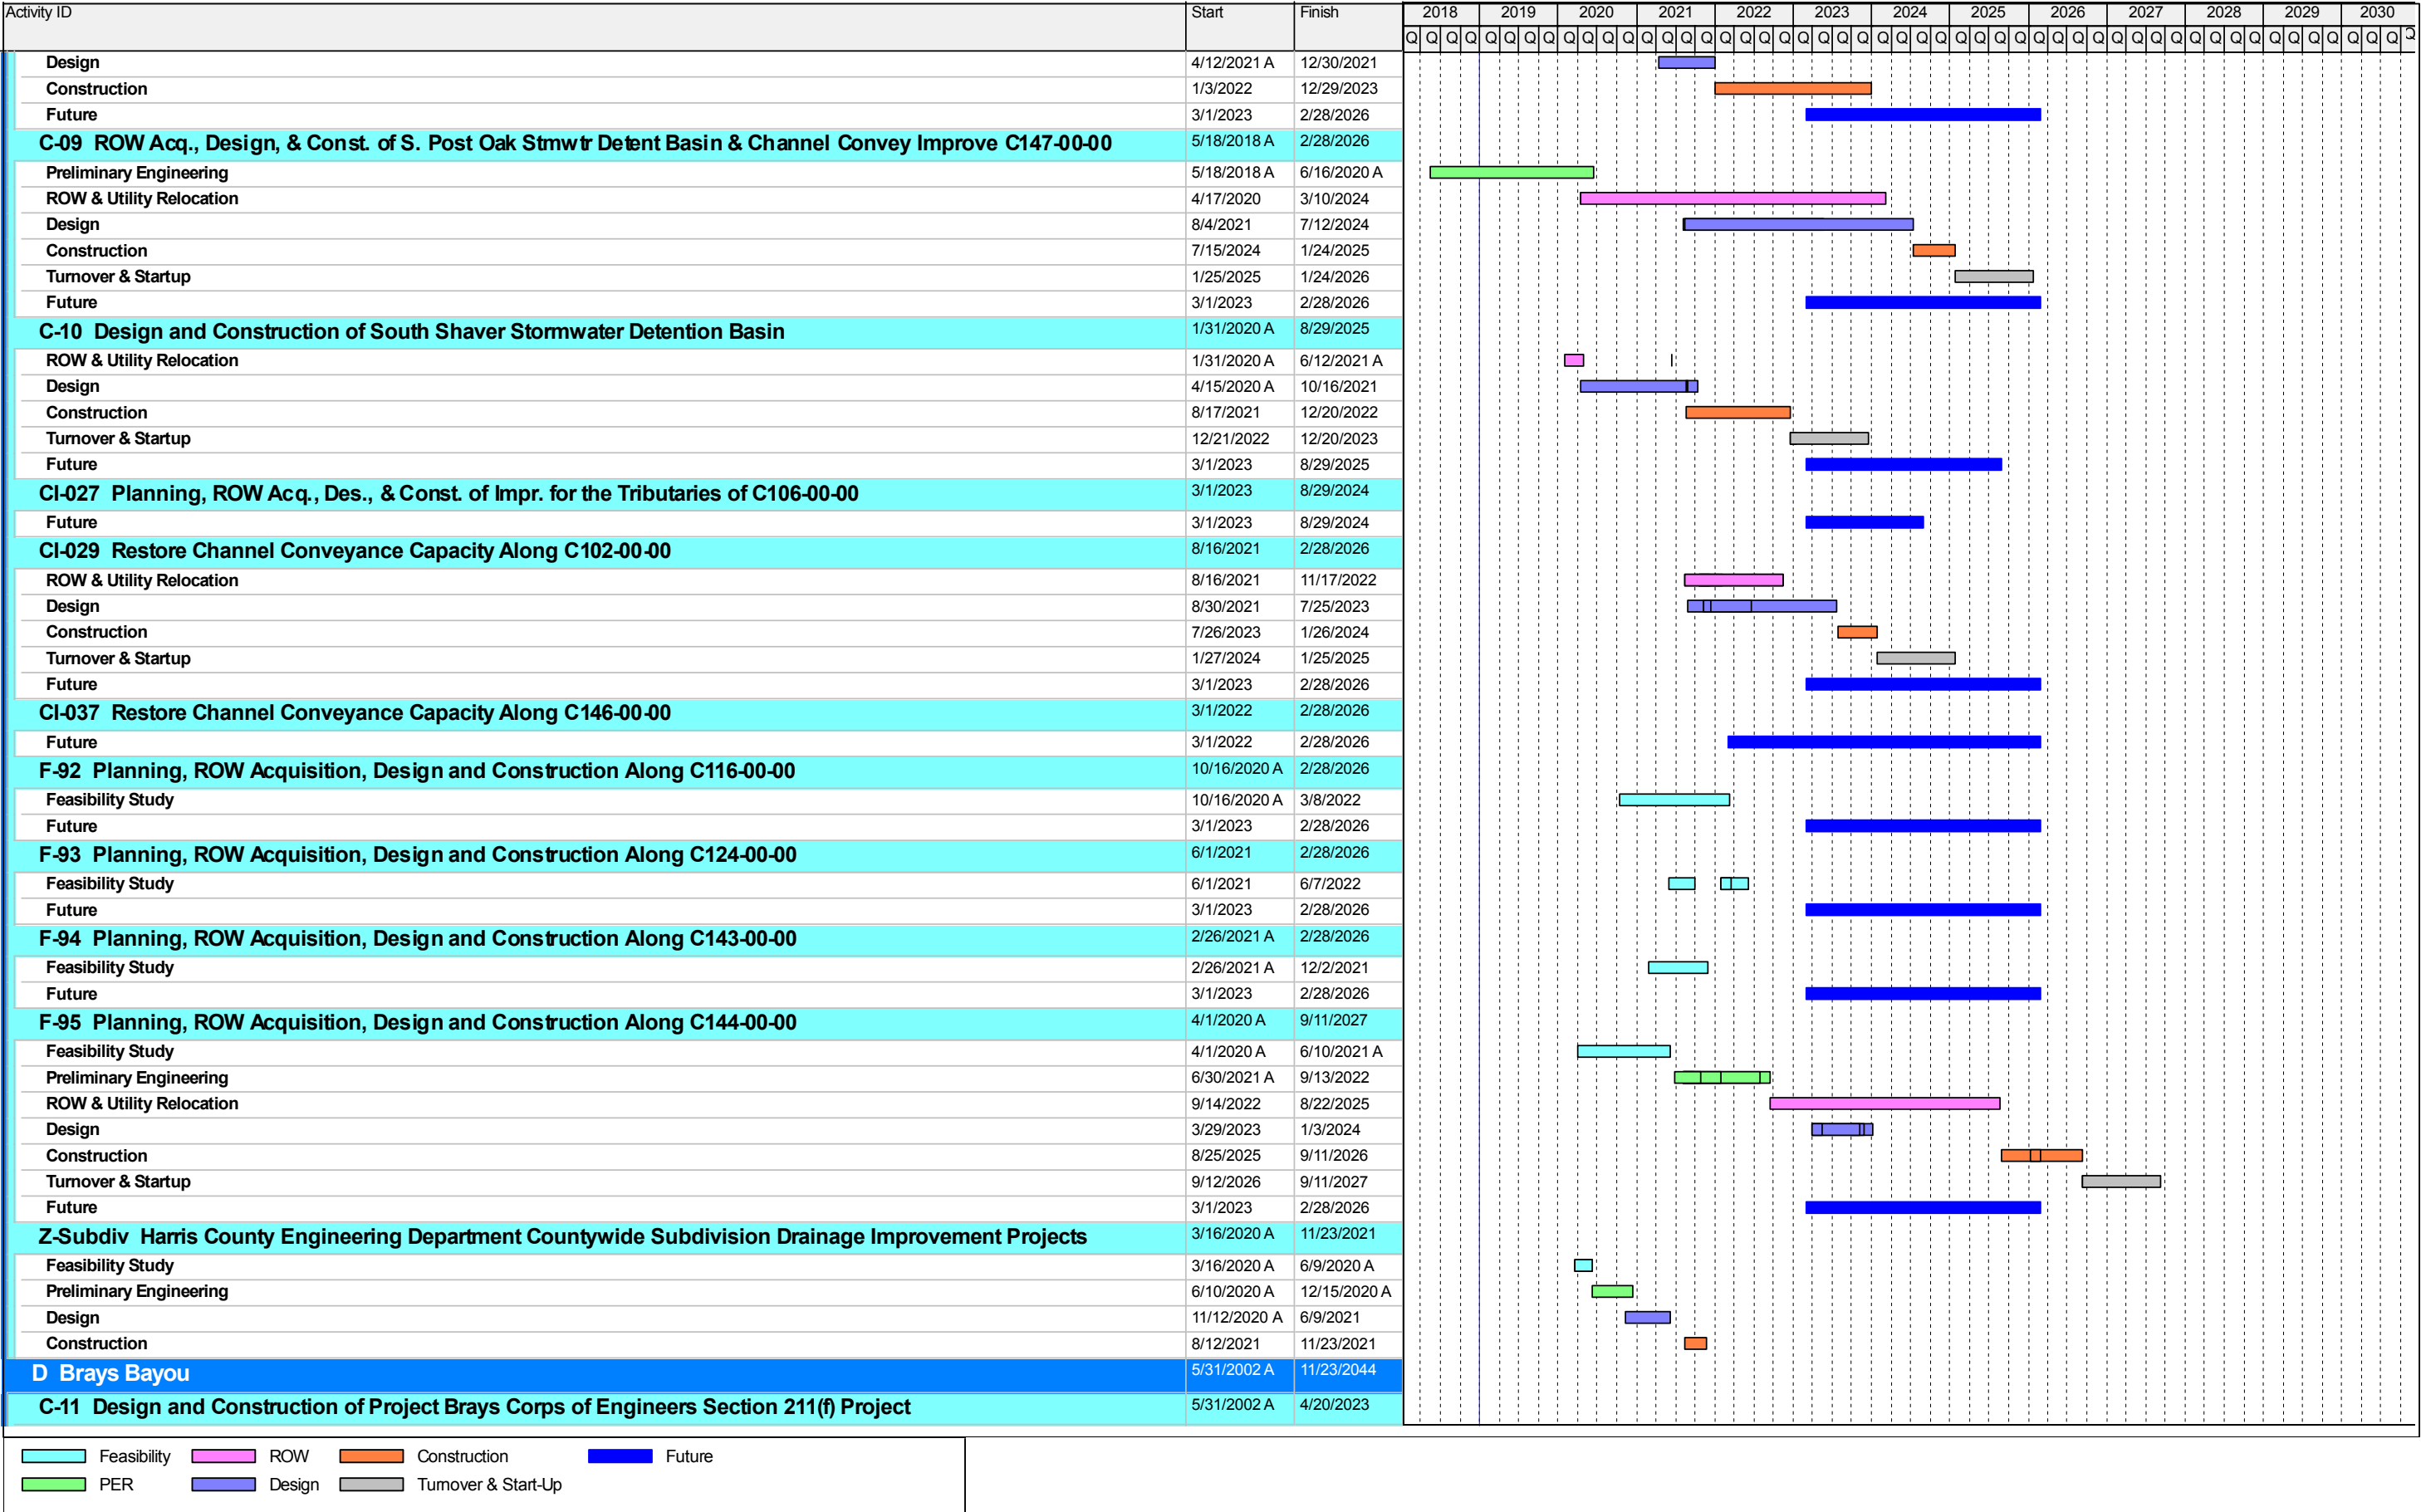 Activity ID Start Finish 2018 2019 2020 2021 2022 2023 2024 2025 2026 2027 2028 2029 2030
Q Q Q Q Q Q Q Q Q Q Q Q Q Q Q Q Q Q Q Q Q Q Q Q Q Q Q Q Q Q Q Q Q Q Q Q Q Q Q Q Q Q Q Q Q Q Q Q Q Q Q Q
Design 4/12/2021 A 12/30/2021
Construction 1/3/2022 12/29/2023
Future 3/1/2023 2/28/2026
C-09 ROW Acq., Design, & Const. of S. Post Oak Stmwtr Detent Basin & Channel Convey Improve C147-00-00 5/18/2018 A 2/28/2026
Preliminary Engineering 5/18/2018 A 6/16/2020 A
ROW & Utility Relocation 4/17/2020 3/10/2024
Design 8/4/2021 7/12/2024
Construction 7/15/2024 1/24/2025
Turnover & Startup 1/25/2025 1/24/2026
Future 3/1/2023 2/28/2026
C-10 Design and Construction of South Shaver Stormwater Detention Basin 1/31/2020 A 8/29/2025
ROW & Utility Relocation 1/31/2020 A 6/12/2021 A
Design 4/15/2020 A 10/16/2021
Construction 8/17/2021 12/20/2022
Turnover & Startup 12/21/2022 12/20/2023
Future 3/1/2023 8/29/2025
CI-027 Planning, ROW Acq., Des., & Const. of Impr. for the Tributaries of C106-00-00 3/1/2023 8/29/2024
Future 3/1/2023 8/29/2024
CI-029 Restore Channel Conveyance Capacity Along C102-00-00 8/16/2021 2/28/2026
ROW & Utility Relocation 8/16/2021 11/17/2022
Design 8/30/2021 7/25/2023
Construction 7/26/2023 1/26/2024
Turnover & Startup 1/27/2024 1/25/2025
Future 3/1/2023 2/28/2026
CI-037 Restore Channel Conveyance Capacity Along C146-00-00 3/1/2022 2/28/2026
Future 3/1/2022 2/28/2026
F-92 Planning, ROW Acquisition, Design and Construction Along C116-00-00 10/16/2020 A 2/28/2026
Feasibility Study 10/16/2020 A 3/8/2022
Future 3/1/2023 2/28/2026
F-93 Planning, ROW Acquisition, Design and Construction Along C124-00-00 6/1/2021 2/28/2026
Feasibility Study 6/1/2021 6/7/2022
Future 3/1/2023 2/28/2026
F-94 Planning, ROW Acquisition, Design and Construction Along C143-00-00 2/26/2021 A 2/28/2026
Feasibility Study 2/26/2021 A 12/2/2021
Future 3/1/2023 2/28/2026
F-95 Planning, ROW Acquisition, Design and Construction Along C144-00-00 4/1/2020 A 9/11/2027
Feasibility Study 4/1/2020 A 6/10/2021 A
Preliminary Engineering 6/30/2021 A 9/13/2022
ROW & Utility Relocation 9/14/2022 8/22/2025
Design 3/29/2023 1/3/2024
Construction 8/25/2025 9/11/2026
Turnover & Startup 9/12/2026 9/11/2027
Future 3/1/2023 2/28/2026
Z-Subdiv Harris County Engineering Department Countywide Subdivision Drainage Improvement Projects 3/16/2020 A 11/23/2021
Feasibility Study 3/16/2020 A 6/9/2020 A
Preliminary Engineering 6/10/2020 A 12/15/2020 A
Design 11/12/2020 A 6/9/2021
Construction 8/12/2021 11/23/2021
D Brays Bayou 5/31/2002 A 11/23/2044
C-11 Design and Construction of Project Brays Corps of Engineers Section 211(f) Project 5/31/2002 A 4/20/2023
Feasibility ROW Construction Future
PER Design Turnover & Start-Up